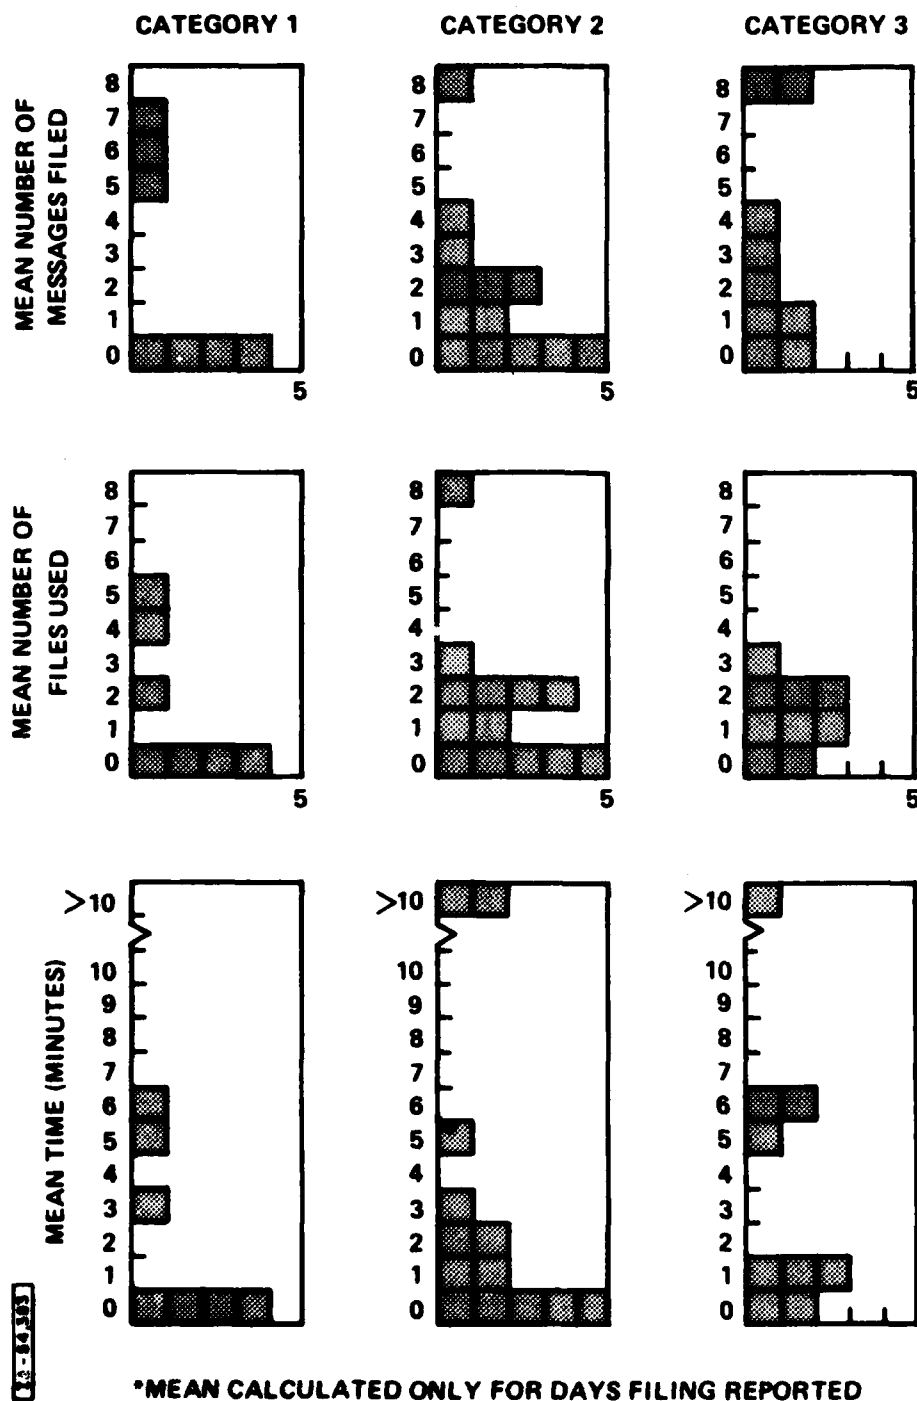 CATEGORY 1 CATEGORY 2 CATEGORY 3
MEAN NUMBER OF
MESSAGES FILED
8 8 8
7 7 7
6 6 6
5 5 5
4 4 4
3 3 3
2 2 2
1 1 1
0 0 0
5 5 5
MEAN NUMBER OF
FILES USED
8 8 8
7 7 7
6 6 6
5 5 5
4 4 4
3 3 3
2 2 2
1 1 1
0 0 0
5 5 5
MEAN TIME (MINUTES)
>10 >10 >10
10 10 10
9 9 9
8 8 8
7 7 7
6 6 6
5 5 5
4 4 4
3 3 3
2 2 2
1 1 1
0 0 0
*MEAN CALCULATED ONLY FOR DAYS FILING REPORTED